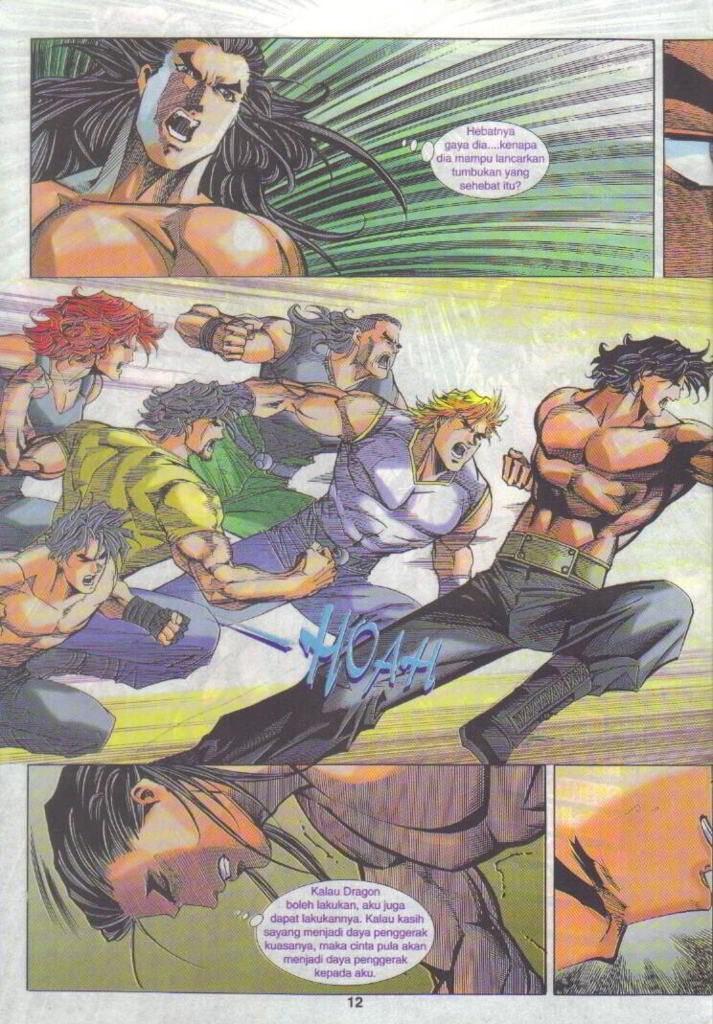 Hebatnya
gaya dia....kenapa
dia mampu lancarkan
tumbukan yang
sehebat itu?
HOAH
Kalau Dragon
boleh lakukan, aku juga
dapat lakukannya. Kalau kasih
sayang menjadi daya penggerak
kuasanya, maka cinta pula akan
menjadi daya penggerak
kepada aku.
12